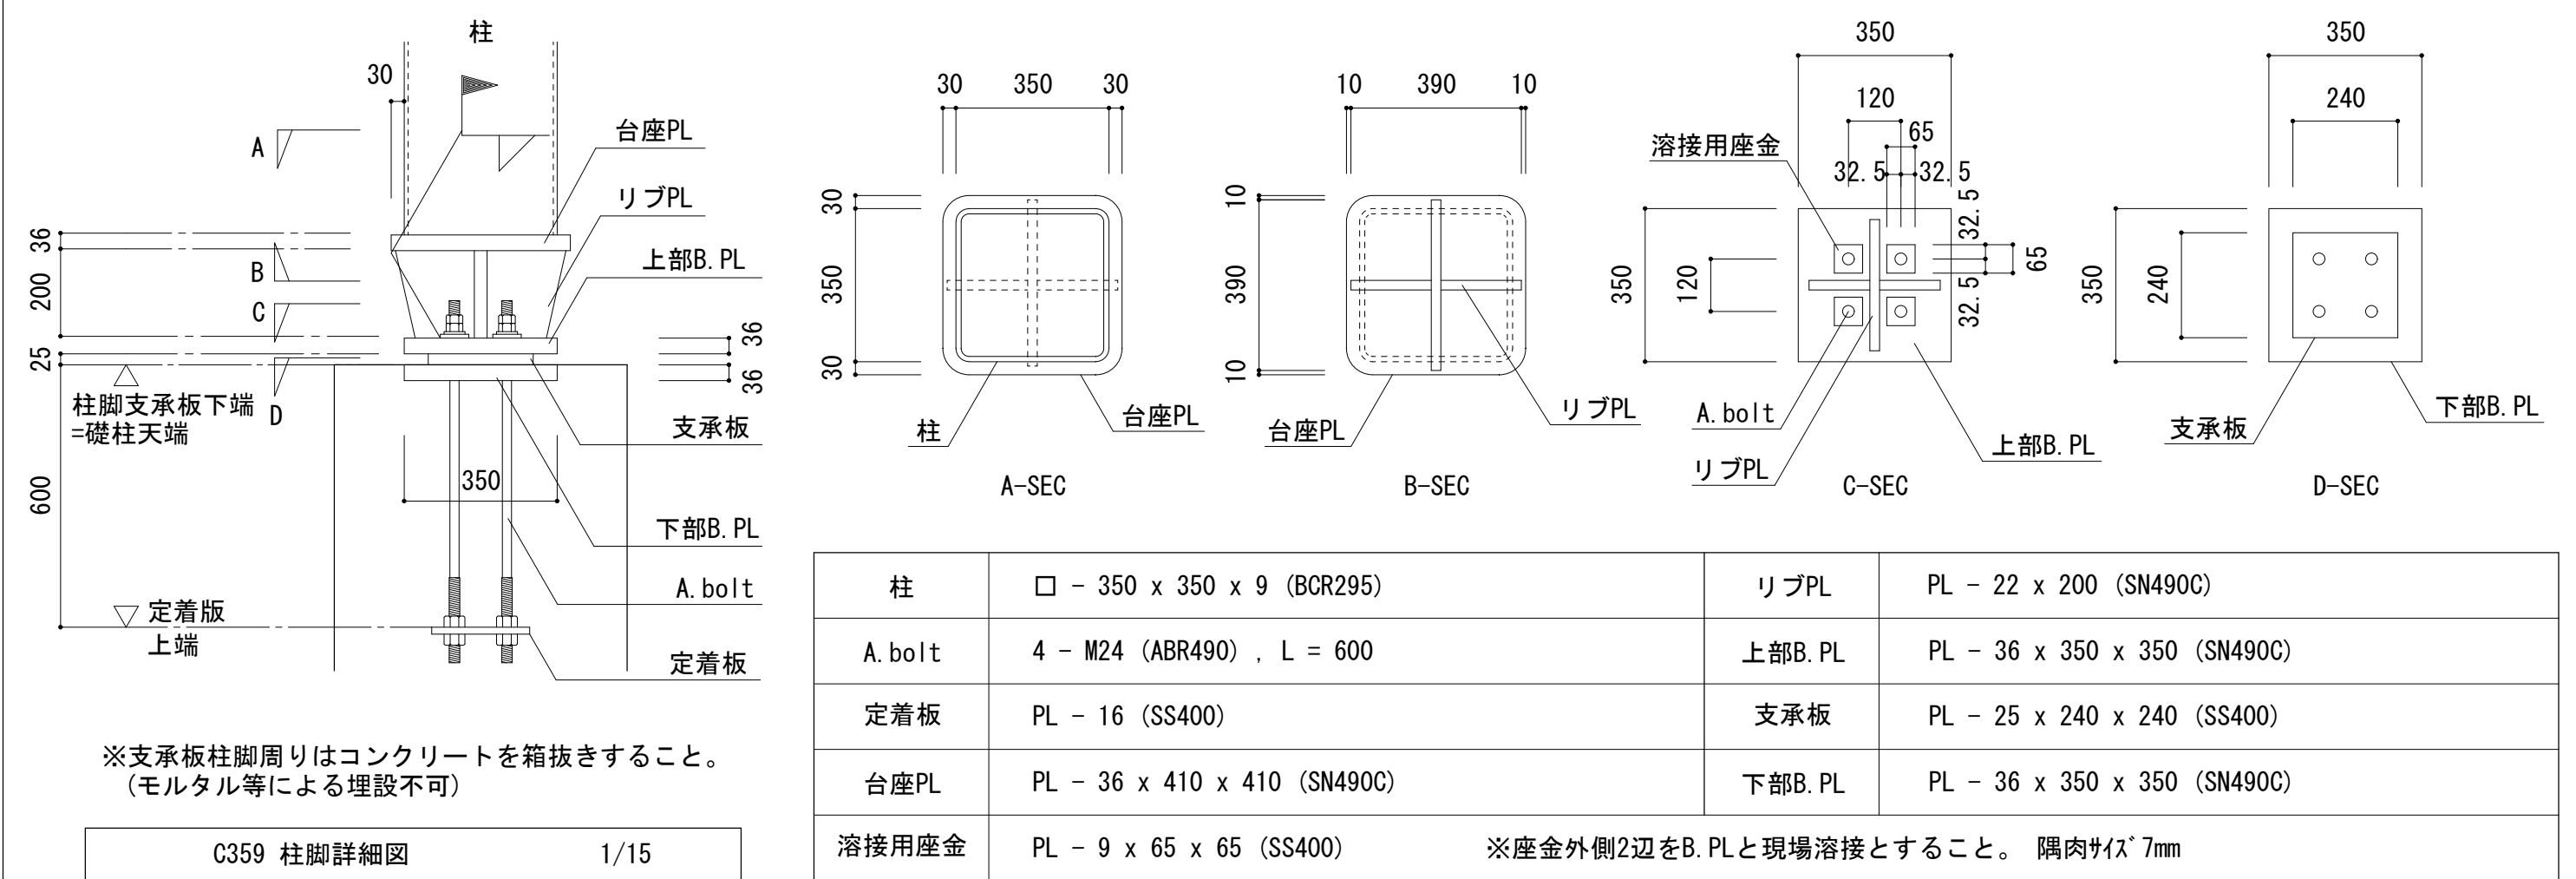 柱
30
A
台座PL
リブPL
36
B
上部B.PL
200
C
36
25
36
柱脚支承板下端
=礎柱天端
D
支承板
350
600
下部B.PL
A.bolt
定着版
上端
定着板
※支承板柱脚周りはコンクリートを箱抜きすること。
(モルタル等による埋設不可)
C359 柱脚詳細図 1/15
30 350 30
30
350
30
柱
台座PL
A-SEC
10 390 10
10
390
10
台座PL
リブPL
B-SEC
350
120
65
溶接用座金
32.5 32.5
32.5
65
32.5
350
120
A.bolt
リブPL
上部B.PL
C-SEC
350
240
350
240
支承板
下部B.PL
D-SEC
柱 □ - 350 x 350 x 9 (BCR295) リブPL PL - 22 x 200 (SN490C)
A.bolt 4 - M24 (ABR490) , L = 600 上部B.PL PL - 36 x 350 x 350 (SN490C)
定着板 PL - 16 (SS400) 支承板 PL - 25 x 240 x 240 (SS400)
台座PL PL - 36 x 410 x 410 (SN490C) 下部B.PL PL - 36 x 350 x 350 (SN490C)
溶接用座金 PL - 9 x 65 x 65 (SS400) ※座金外側2辺をB.PLと現場溶接とすること。 隅肉ｻｲｽﾞ7mm